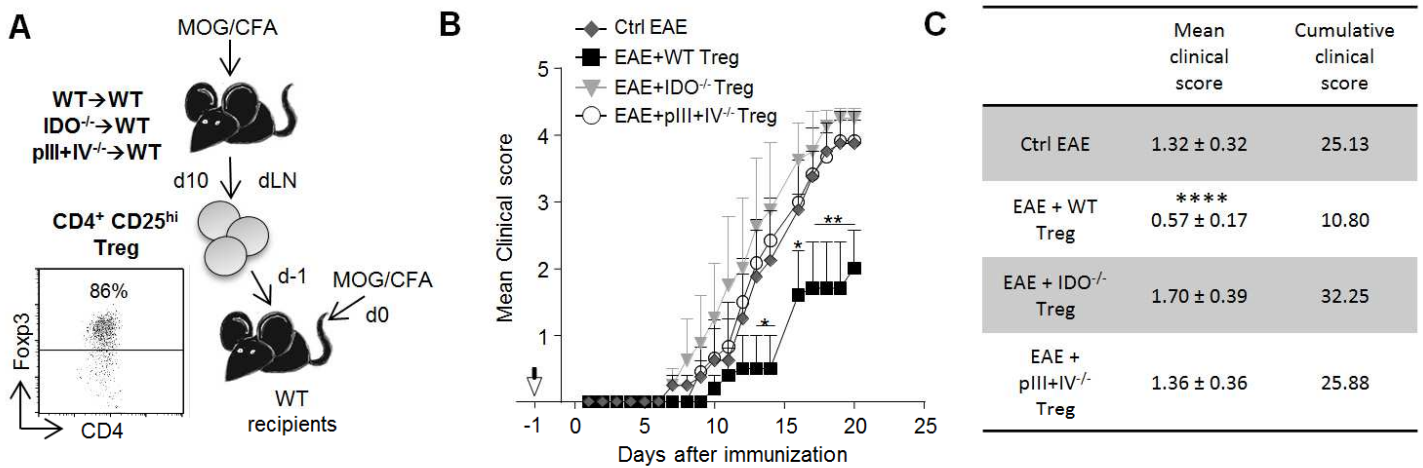 A
MOG/CFA
WT→WT
IDO⁻/⁻→WT
pIII+IV⁻/⁻→WT
d10
dLN
CD4⁺ CD25ʰⁱ
Treg
86%
Foxp3
CD4
d-1
MOG/CFA
d0
WT
recipients
B
Ctrl EAE
EAE+WT Treg
EAE+IDO⁻/⁻ Treg
EAE+pIII+IV⁻/⁻ Treg
Mean Clinical score
5
4
3
2
1
*
*
**
-1
0
5
10
15
20
25
Days after immunization
C
Mean
clinical
score
Cumulative
clinical
score
Ctrl EAE
1.32 ± 0.32
25.13
EAE + WT
Treg
****
0.57 ± 0.17
10.80
EAE + IDO⁻/⁻
Treg
1.70 ± 0.39
32.25
EAE +
pIII+IV⁻/⁻
Treg
1.36 ± 0.36
25.88